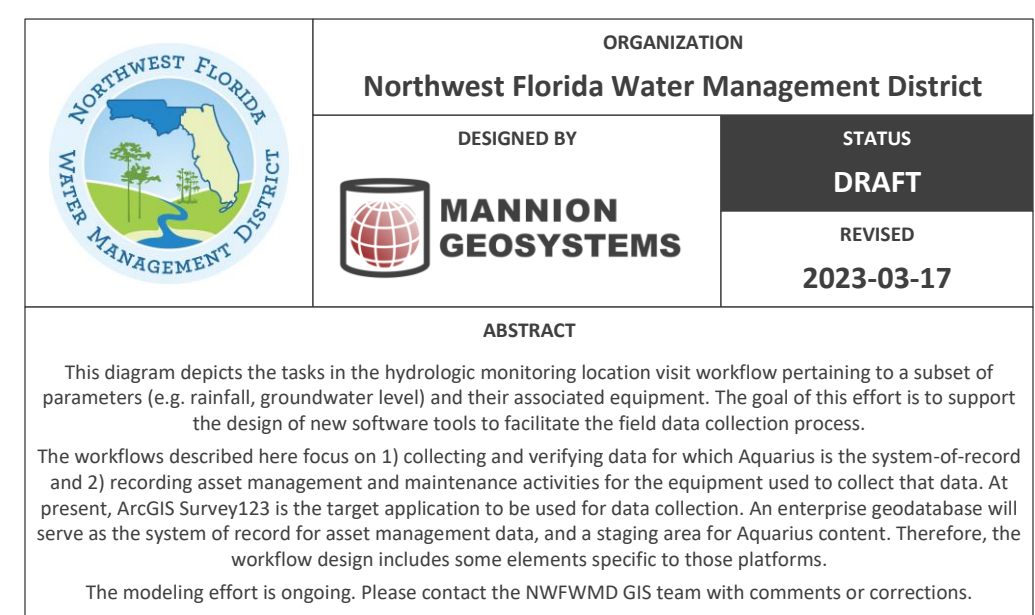 NORTHWEST FLORIDA
WATER MANAGEMENT DISTRICT
ORGANIZATION
Northwest Florida Water Management District
DESIGNED BY
MANNION
GEOSYSTEMS
STATUS
DRAFT
REVISED
2023-03-17
ABSTRACT
This diagram depicts the tasks in the hydrologic monitoring location visit workflow pertaining to a subset of
parameters (e.g. rainfall, groundwater level) and their associated equipment. The goal of this effort is to support
the design of new software tools to facilitate the field data collection process.
The workflows described here focus on 1) collecting and verifying data for which Aquarius is the system-of-record
and 2) recording asset management and maintenance activities for the equipment used to collect that data. At
present, ArcGIS Survey123 is the target application to be used for data collection. An enterprise geodatabase will
serve as the system of record for asset management data, and a staging area for Aquarius content. Therefore, the
workflow design includes some elements specific to those platforms.
The modeling effort is ongoing. Please contact the NWFWMD GIS team with comments or corrections.